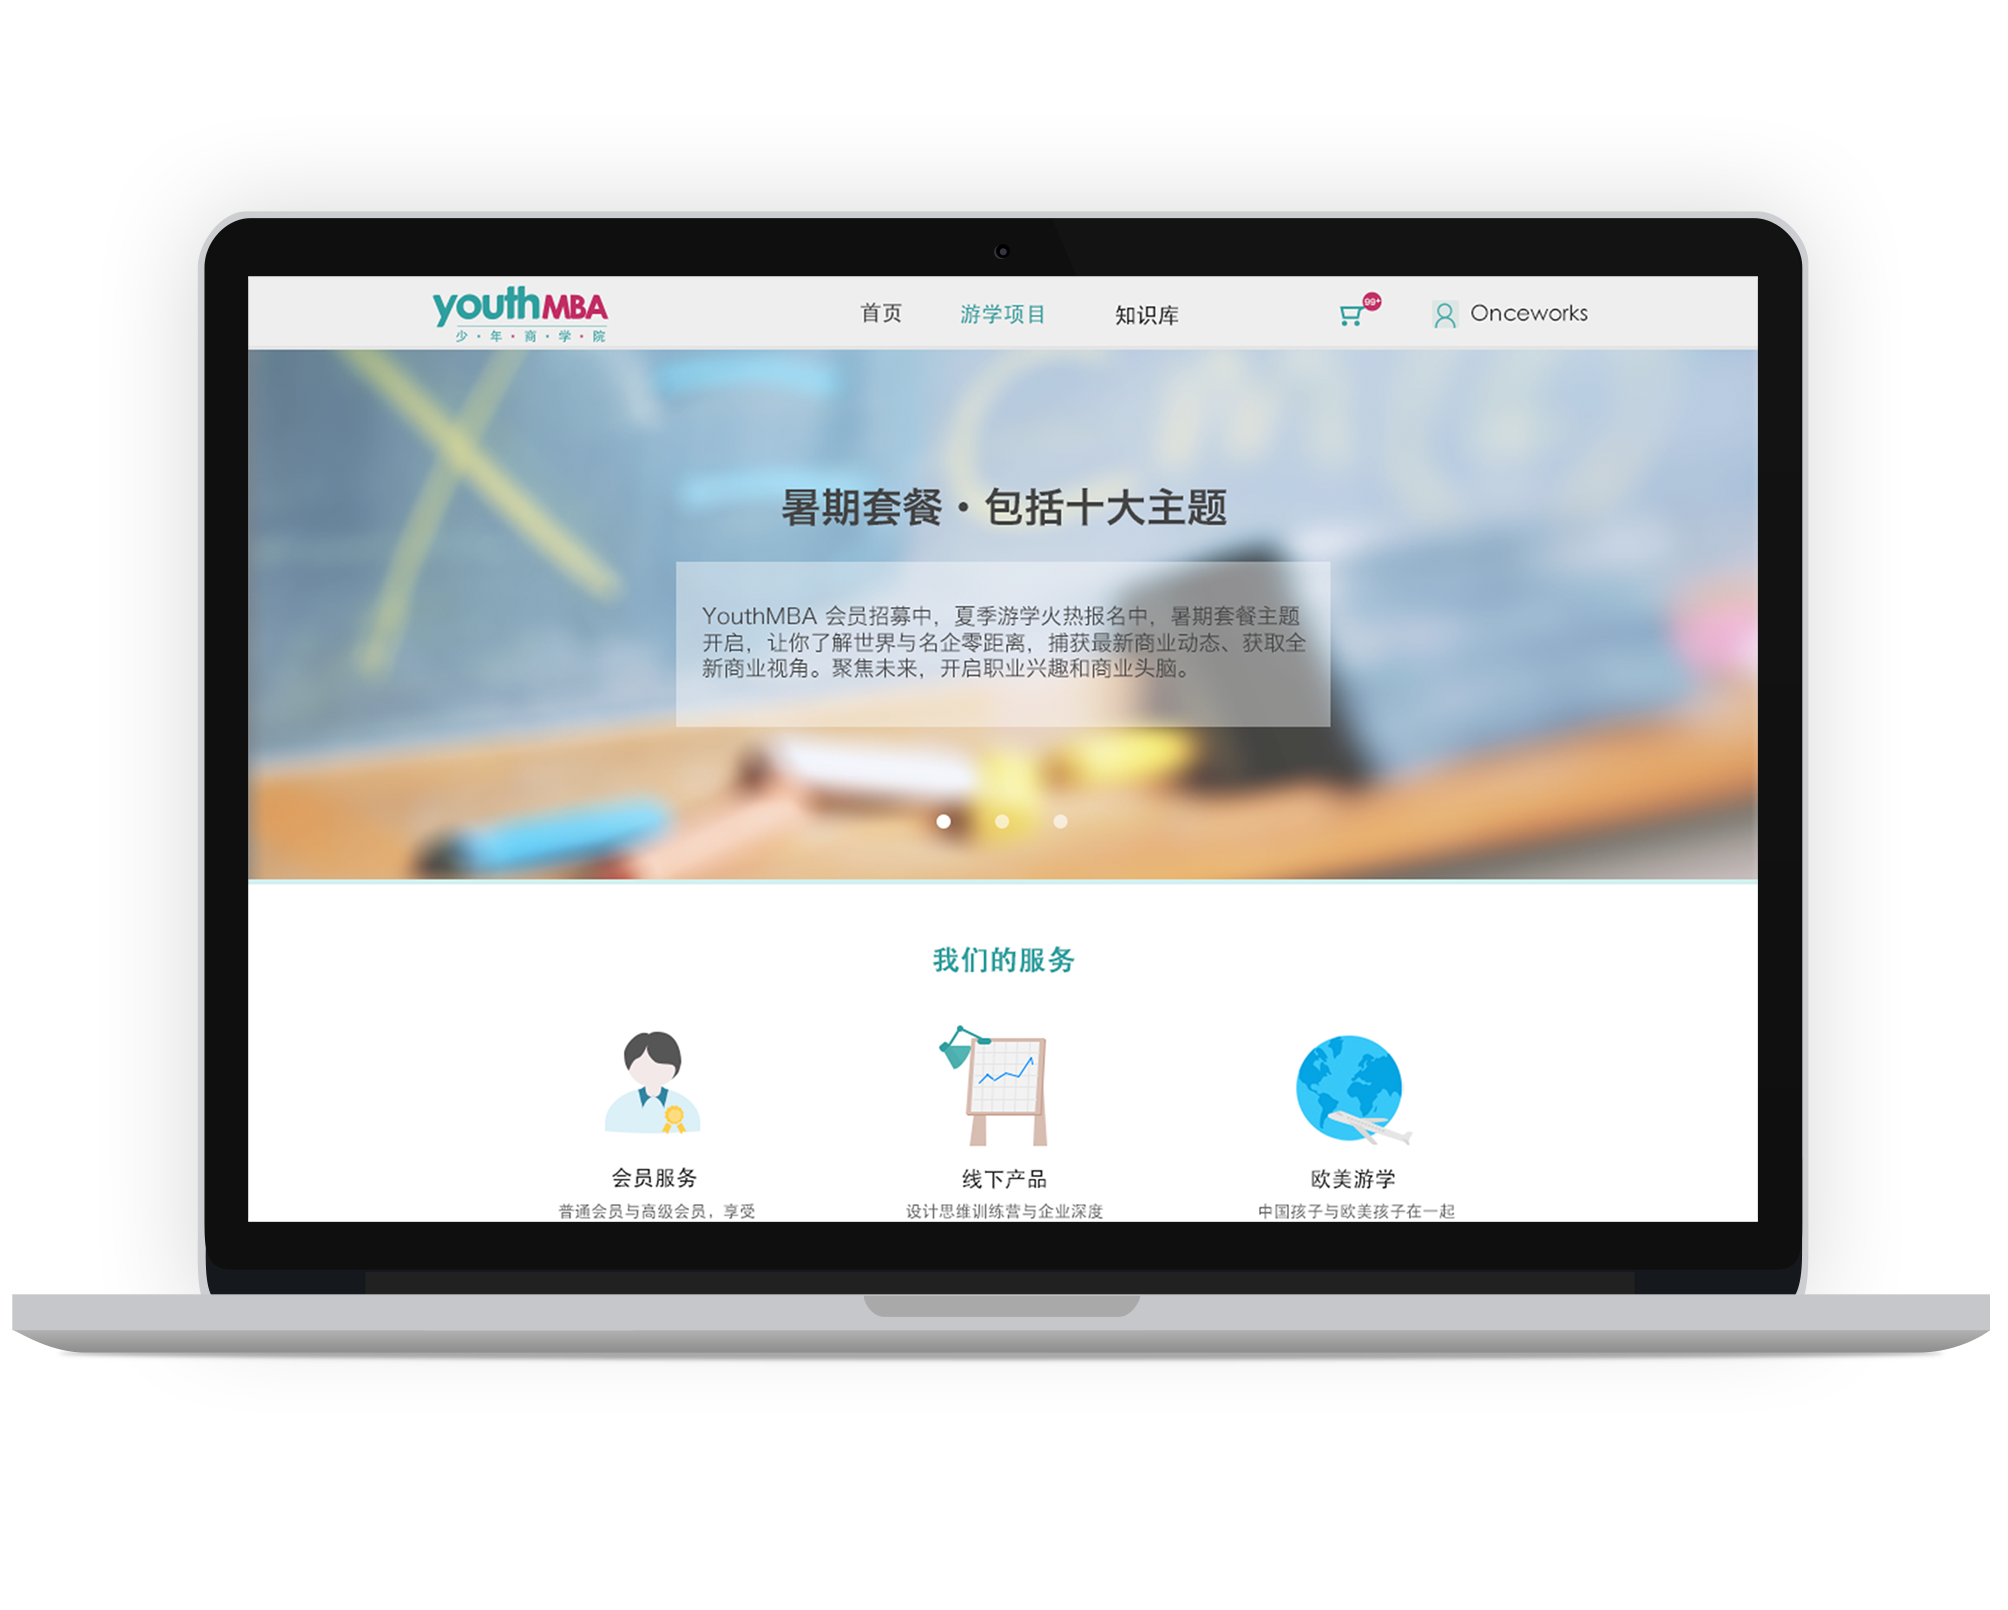 youthMBA
少·年·商·学·院
首页
游学项目
知识库
99+
Onceworks
暑期套餐·包括十大主题
YouthMBA 会员招募中，夏季游学火热报名中，暑期套餐主题
开启，让你了解世界与名企零距离，捕获最新商业动态、获取全
新商业视角。聚焦未来，开启职业兴趣和商业头脑。
我们的服务
会员服务
线下产品
欧美游学
普通会员与高级会员，享受
设计思维训练营与企业深度
中国孩子与欧美孩子在一起